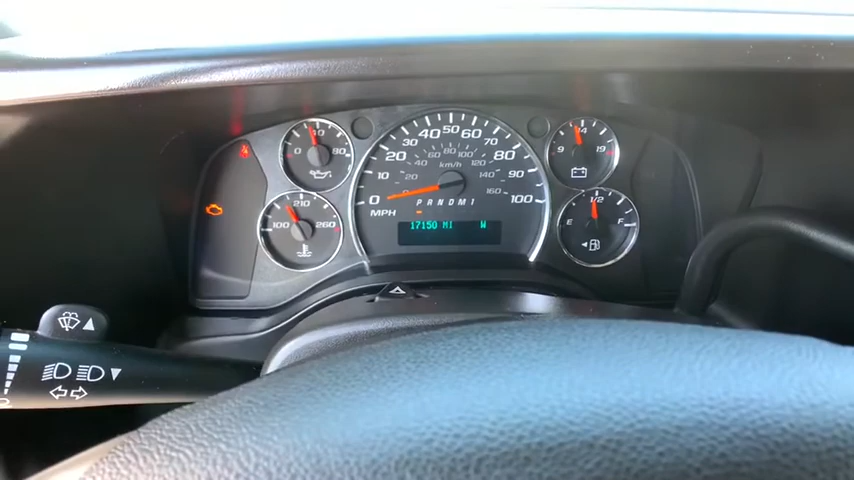 0 40 80
210
100 260
0 10 20 30 40 50 60 70 80 90 100
20 40 60 80 100 120 140 160
km/h
MPH
P R N D M 1
17150 MI W
9 14 19
1/2
E F